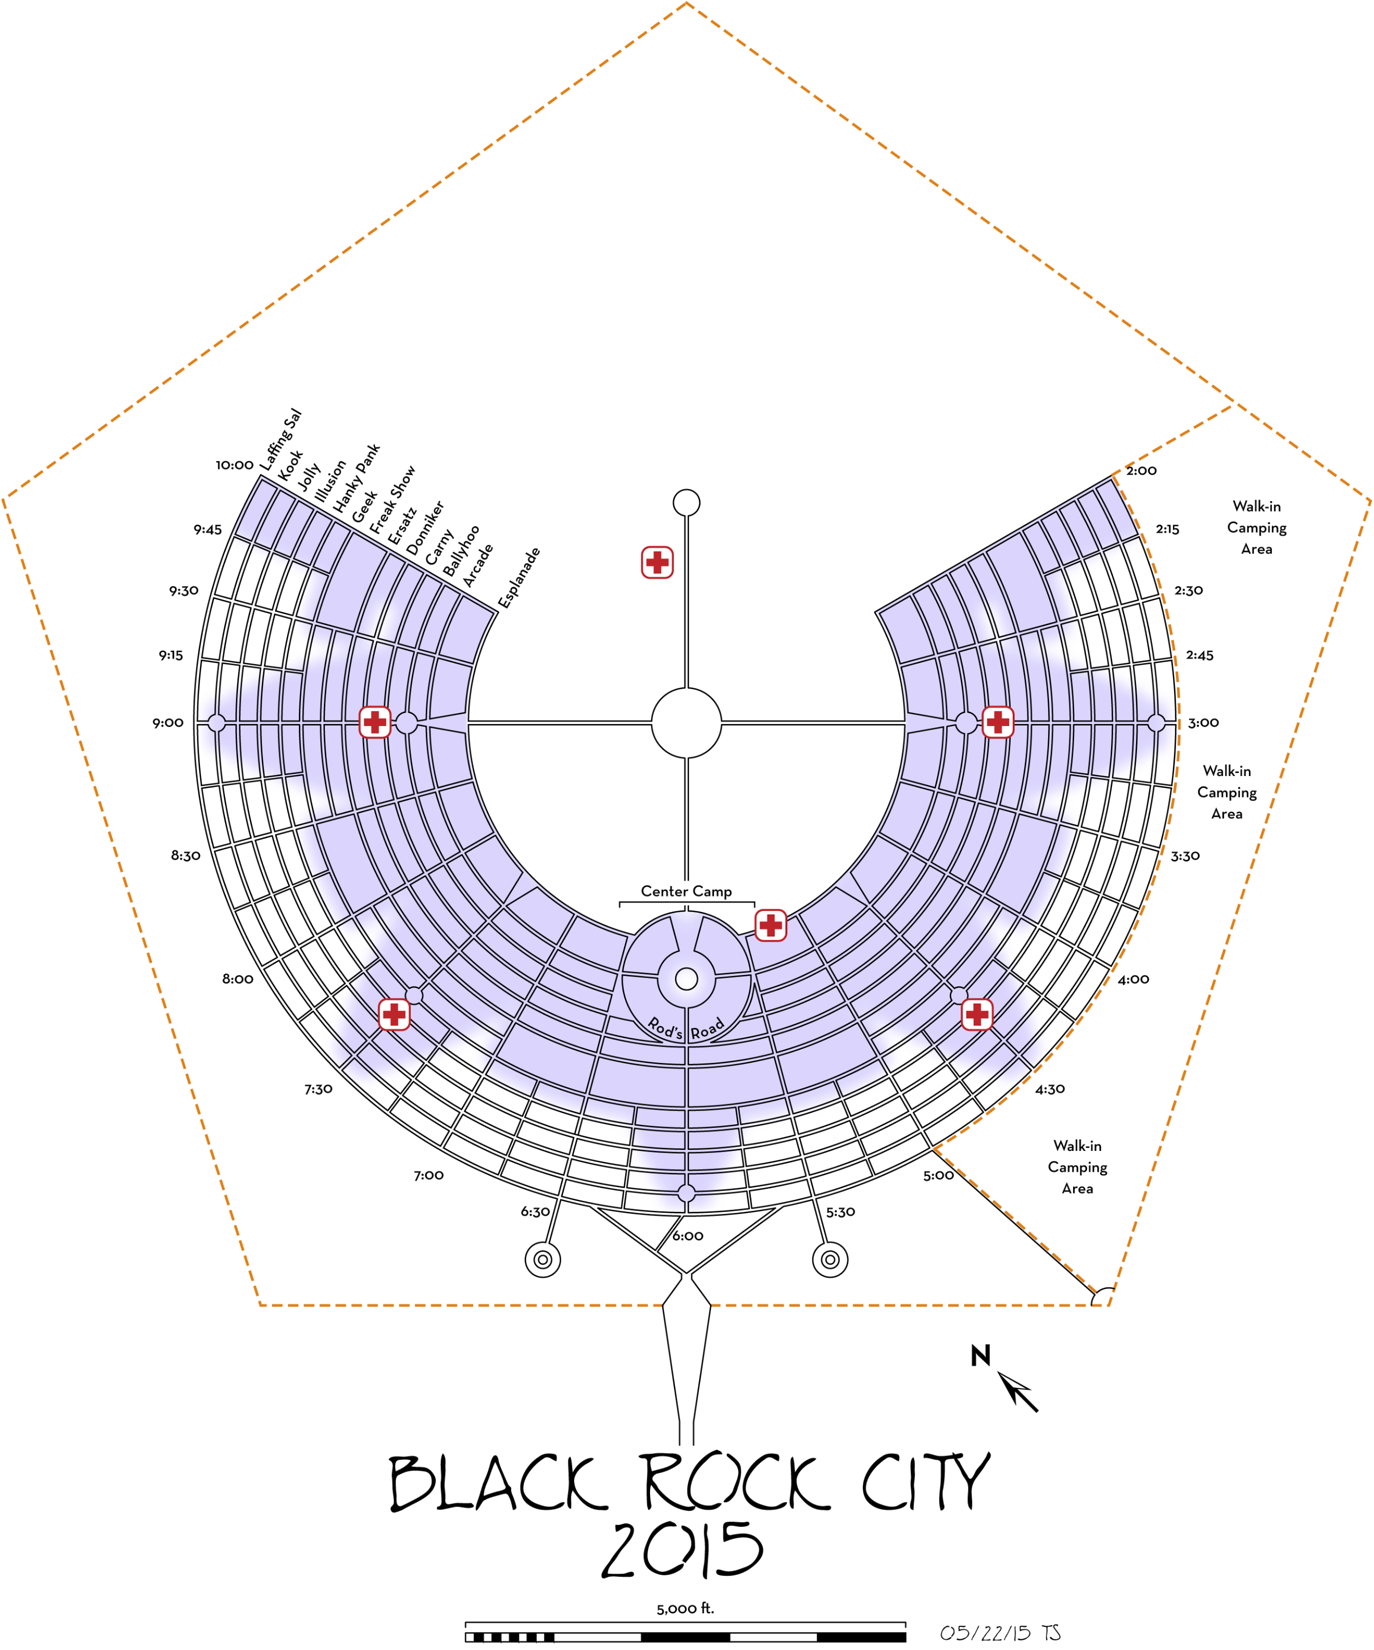 Laffing Sal
Kook
Jolly
Illusion
Hanky Pank
Geek
Freak Show
Ersatz
Donniker
Carny
Ballyhoo
Arcade
Esplanade
10:00
9:45
9:30
9:15
9:00
8:30
8:00
7:30
7:00
6:30
6:00
5:30
5:00
4:30
4:00
3:30
3:00
2:45
2:30
2:15
2:00
Walk-in
Camping
Area
Walk-in
Camping
Area
Walk-in
Camping
Area
Center Camp
Rod's Road
N
BLACK ROCK CITY
2015
5,000 ft.
05/22/15 TS